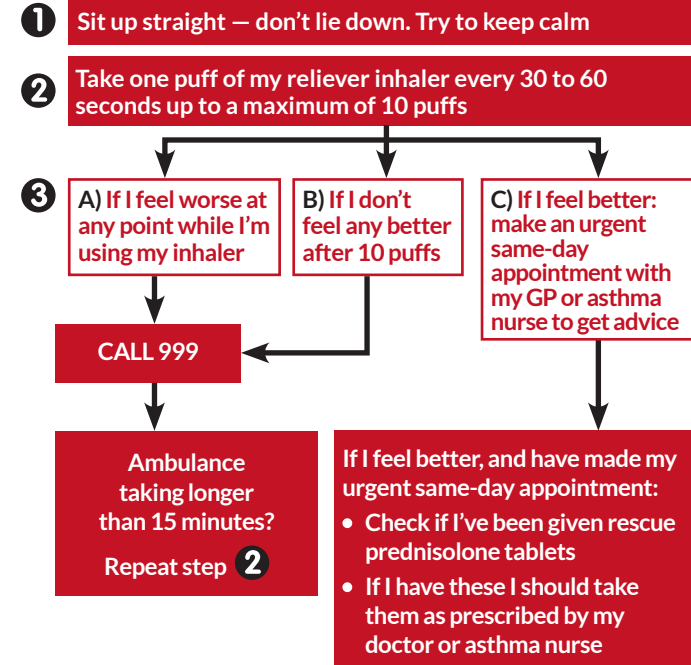 1 Sit up straight — don't lie down. Try to keep calm
2 Take one puff of my reliever inhaler every 30 to 60
seconds up to a maximum of 10 puffs
3
A) If I feel worse at
any point while I'm
using my inhaler
B) If I don't
feel any better
after 10 puffs
C) If I feel better:
make an urgent
same-day
appointment with
my GP or asthma
nurse to get advice
CALL 999
Ambulance
taking longer
than 15 minutes?
Repeat step 2
If I feel better, and have made my
urgent same-day appointment:
• Check if I've been given rescue
prednisolone tablets
• If I have these I should take
them as prescribed by my
doctor or asthma nurse